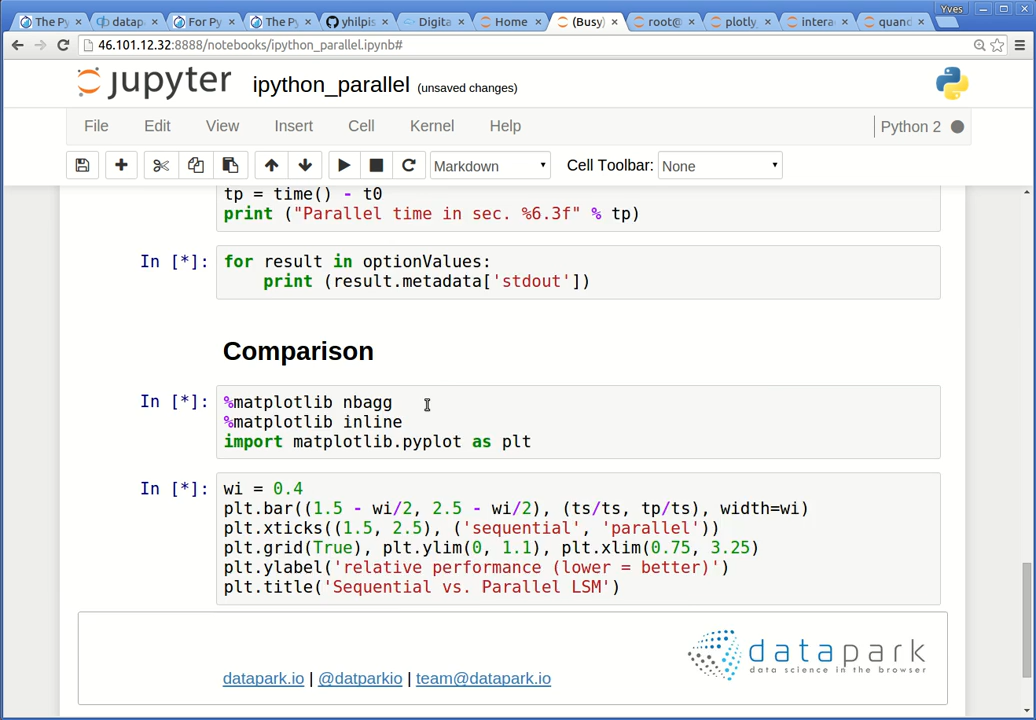 Yves
The Py
datap
For Py
The Py
yhilpis
Digita
Home
(Busy)
root@
plotly
intera
quand
46.101.12.32:8888/notebooks/ipython_parallel.ipynb#
jupyter ipython_parallel (unsaved changes)
File Edit View Insert Cell Kernel Help Python 2
Markdown Cell Toolbar: None
tp = time() - t0
print ("Parallel time in sec. %6.3f" % tp)
In [*]: for result in optionValues:
print (result.metadata['stdout'])
Comparison
In [*]: %matplotlib nbagg
%matplotlib inline
import matplotlib.pyplot as plt
In [*]: wi = 0.4
plt.bar((1.5 - wi/2, 2.5 - wi/2), (ts/ts, tp/ts), width=wi)
plt.xticks((1.5, 2.5), ('sequential', 'parallel'))
plt.grid(True), plt.ylim(0, 1.1), plt.xlim(0.75, 3.25)
plt.ylabel('relative performance (lower = better)')
plt.title('Sequential vs. Parallel LSM')
datapark
data science in the browser
datapark.io | @datparkio | team@datapark.io